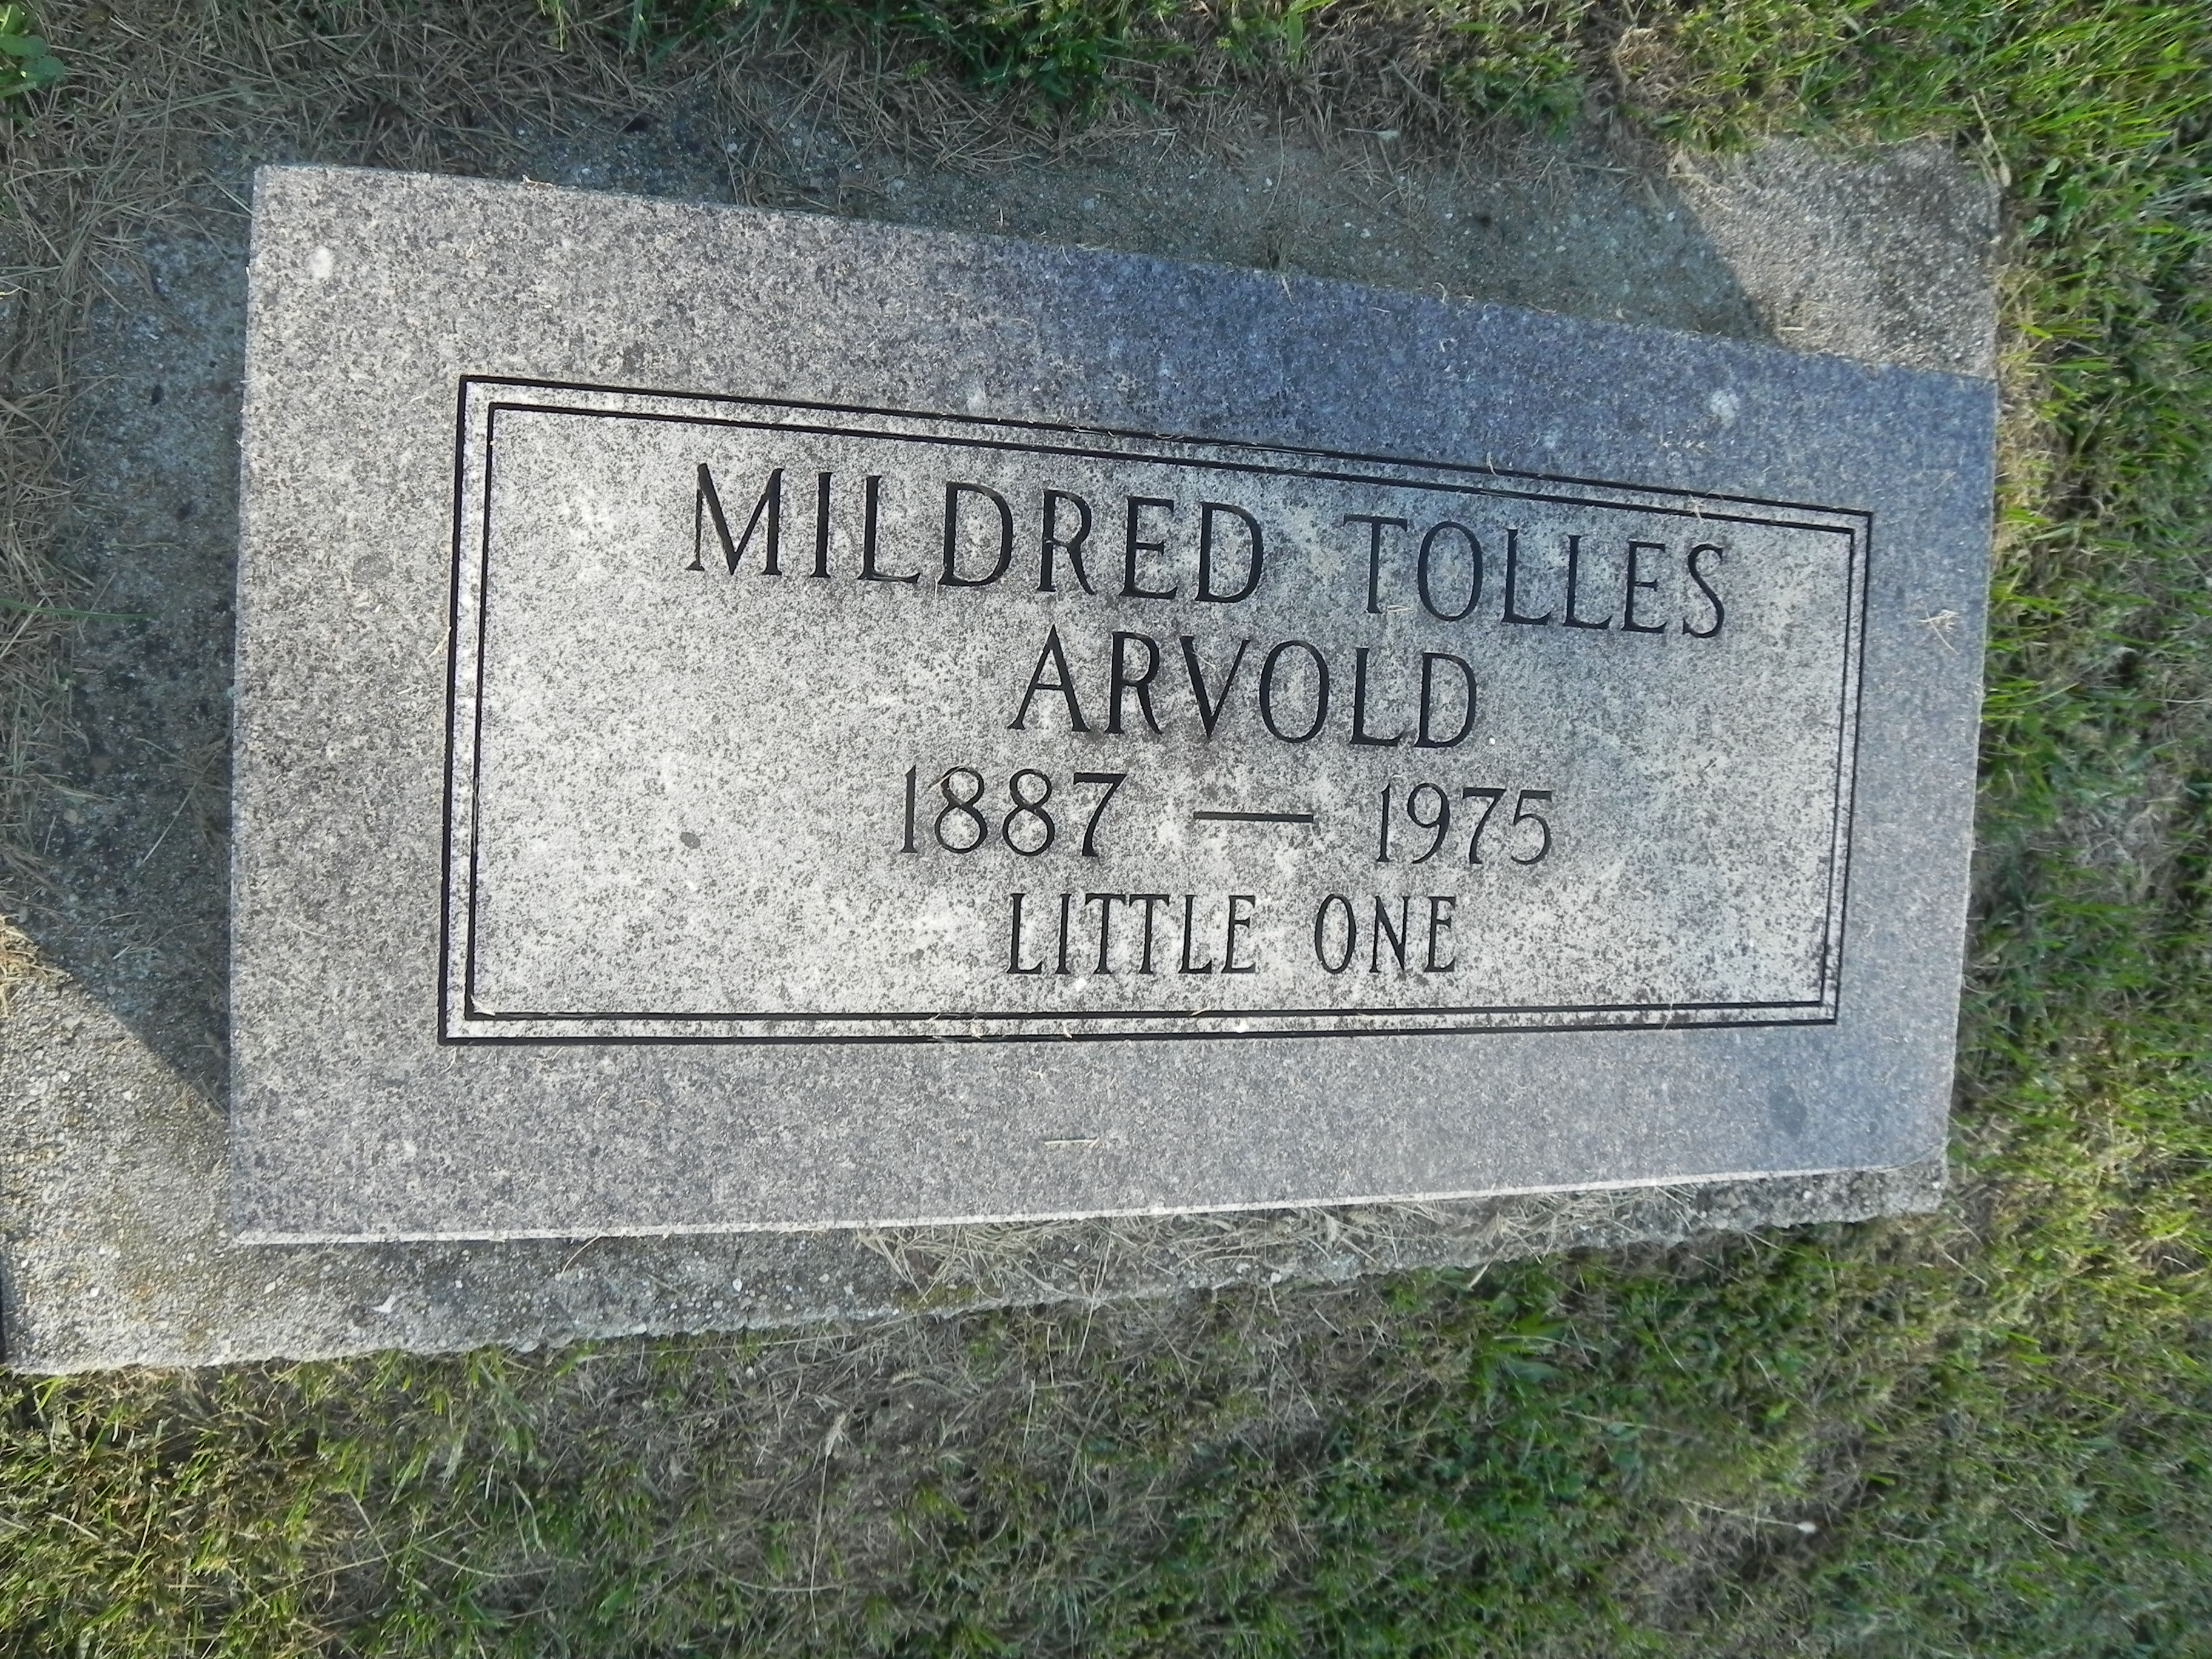 MILDRED TOLLES
ARVOLD
1887 — 1975
LITTLE ONE